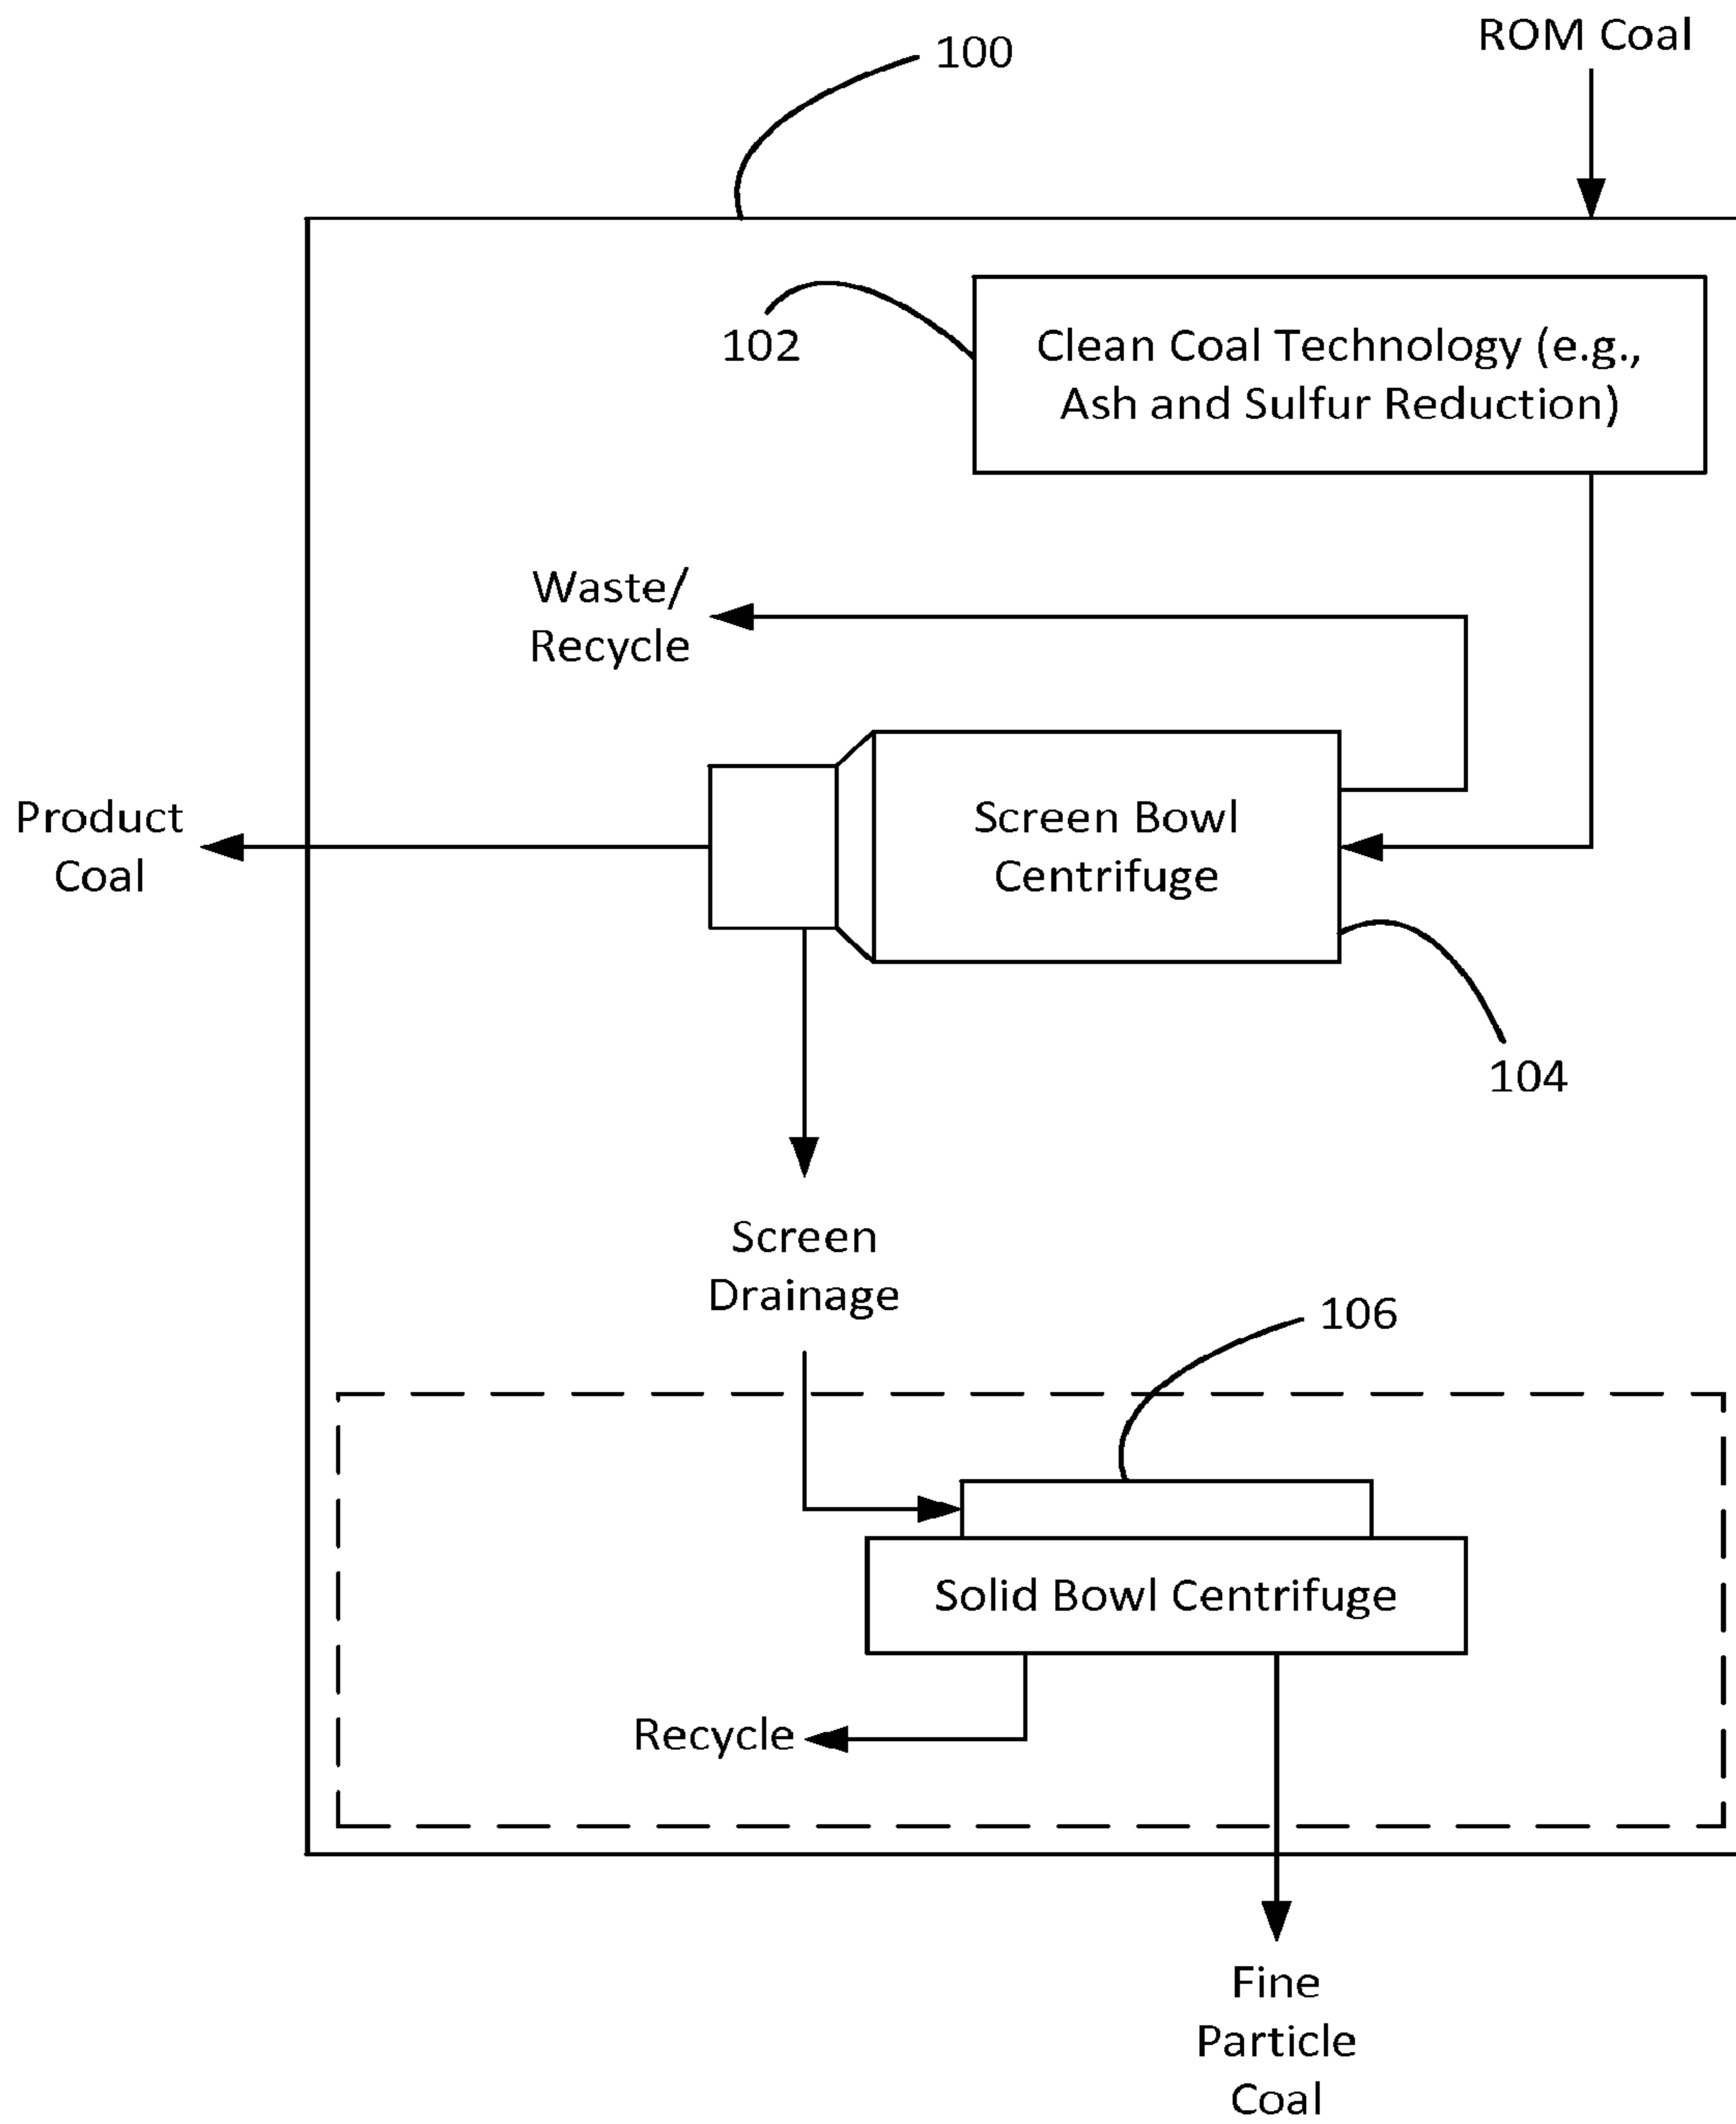 100
ROM Coal
102
Clean Coal Technology (e.g.,
Ash and Sulfur Reduction)
Waste/
Recycle
Product
Coal
Screen Bowl
Centrifuge
104
Screen
Drainage
106
Solid Bowl Centrifuge
Recycle
Fine
Particle
Coal